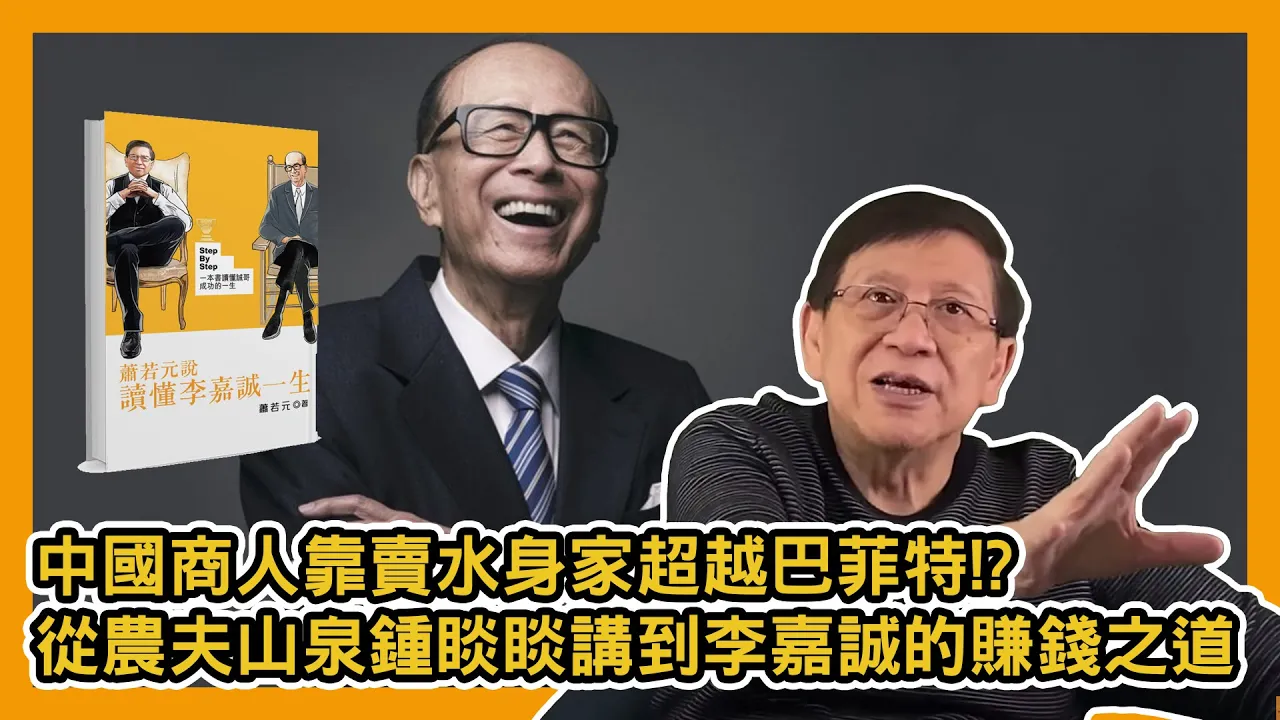 Step
By
Step
一本書讀懂誠哥
成功的一生
蕭若元說
讀懂李嘉誠一生
蕭若元◎著
中國商人靠賣水身家超越巴菲特!?
從農夫山泉鍾睒睒講到李嘉誠的賺錢之道